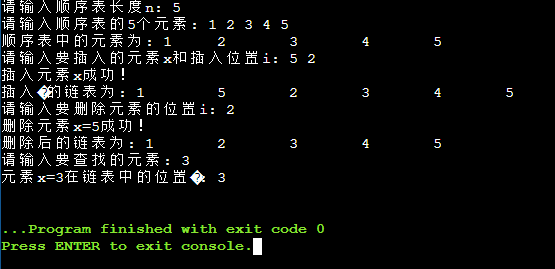 请输入顺序表长度n: 5
请输入顺序表的5个元素: 1 2 3 4 5
顺序表中的元素为: 1 2 3 4 5
请输入要插入的元素x和插入位置i: 5 2
插入元素x成功!
插入�的链表为: 1 5 2 3 4 5
请输入要删除元素的位置i: 2
删除元素x=5成功!
删除后的链表为: 1 2 3 4 5
请输入要查找的元素: 3
元素x=3在链表中的位置�: 3
...Program finished with exit code 0
Press ENTER to exit console.